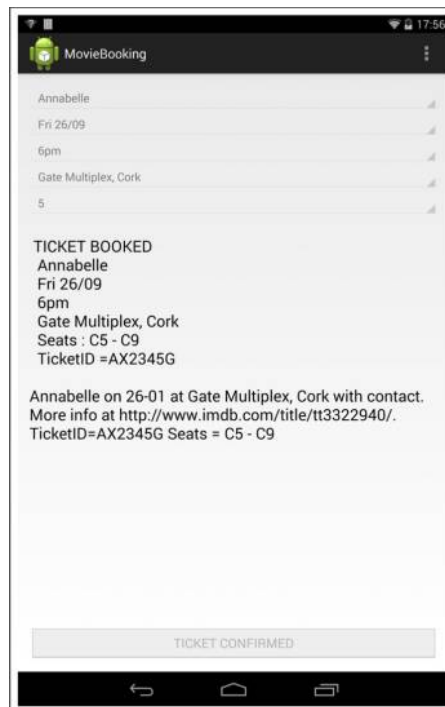 17:56
MovieBooking
Annabelle
Fri 26/09
6pm
Gate Multiplex, Cork
5
TICKET BOOKED
Annabelle
Fri 26/09
6pm
Gate Multiplex, Cork
Seats : C5 - C9
TicketID =AX2345G
Annabelle on 26-01 at Gate Multiplex, Cork with contact.
More info at http://www.imdb.com/title/tt3322940/.
TicketID=AX2345G Seats = C5 - C9
TICKET CONFIRMED